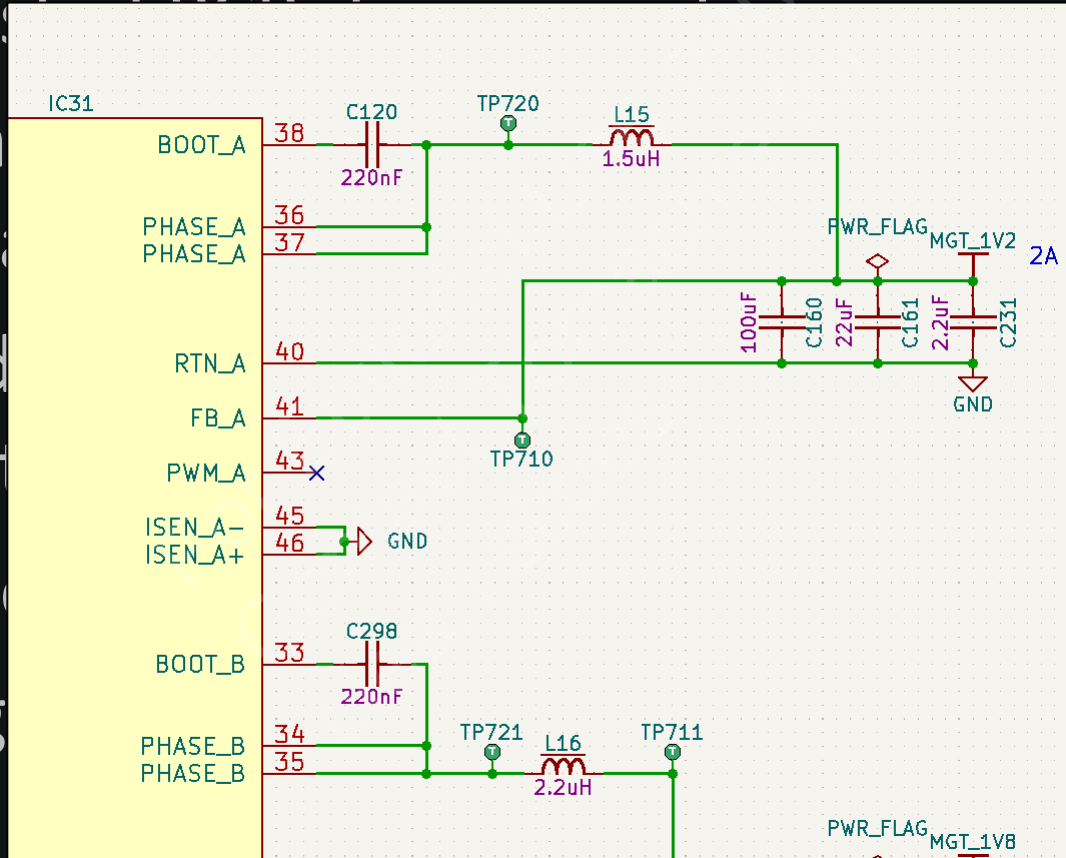 IC31
BOOT_A
38
C120
220nF
TP720
L15
1.5uH
PHASE_A
36
PHASE_A
37
PWR_FLAG
MGT_1V2
2A
100uF
C160
22uF
C161
2.2uF
C231
GND
RTN_A
40
FB_A
41
TP710
PWM_A
43
ISEN_A-
45
ISEN_A+
46
GND
BOOT_B
33
C298
220nF
PHASE_B
34
PHASE_B
35
TP721
L16
2.2uH
TP711
PWR_FLAG
MGT_1V8